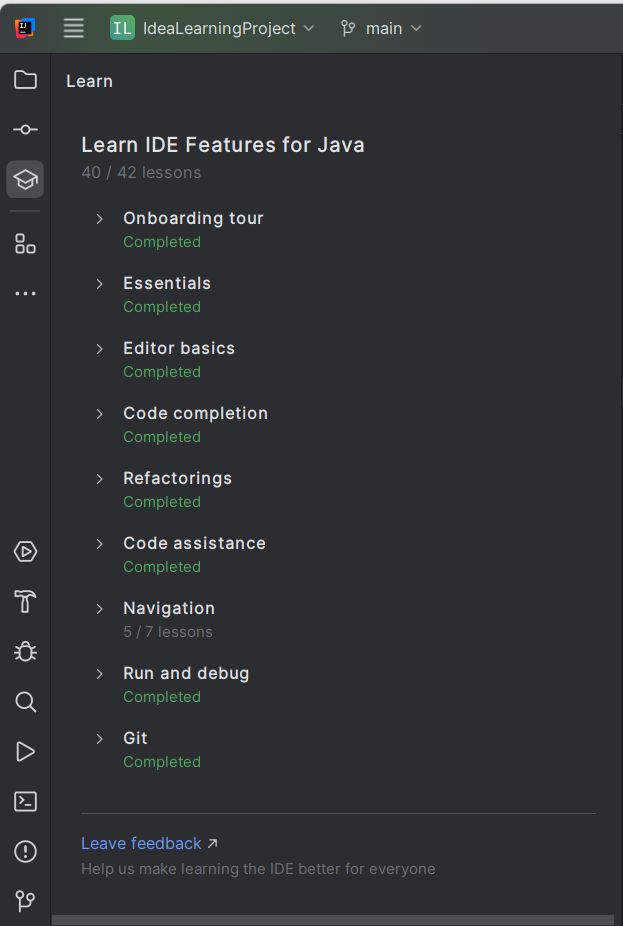 IJ
IL IdeaLearningProject main
Learn
Learn IDE Features for Java
40 / 42 lessons
Onboarding tour
Completed
Essentials
Completed
Editor basics
Completed
Code completion
Completed
Refactorings
Completed
Code assistance
Completed
Navigation
5 / 7 lessons
Run and debug
Completed
Git
Completed
Leave feedback ↗
Help us make learning the IDE better for everyone